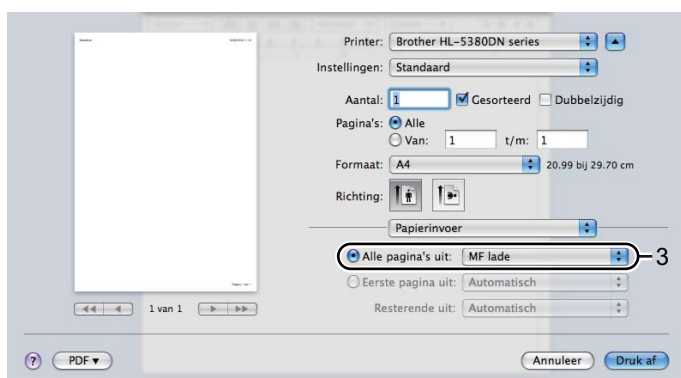 Printer: Brother HL-5380DN series
Instellingen: Standaard
Aantal: 1 Gesorteerd Dubbelzijdig
Pagina's: Alle
Van: 1 t/m: 1
Formaat: A4 20.99 bij 29.70 cm
Richting:
Papierinvoer
Alle pagina's uit: MF lade 3
Eerste pagina uit: Automatisch
Resterende uit: Automatisch
1 van 1
? PDF Annuleer Druk af